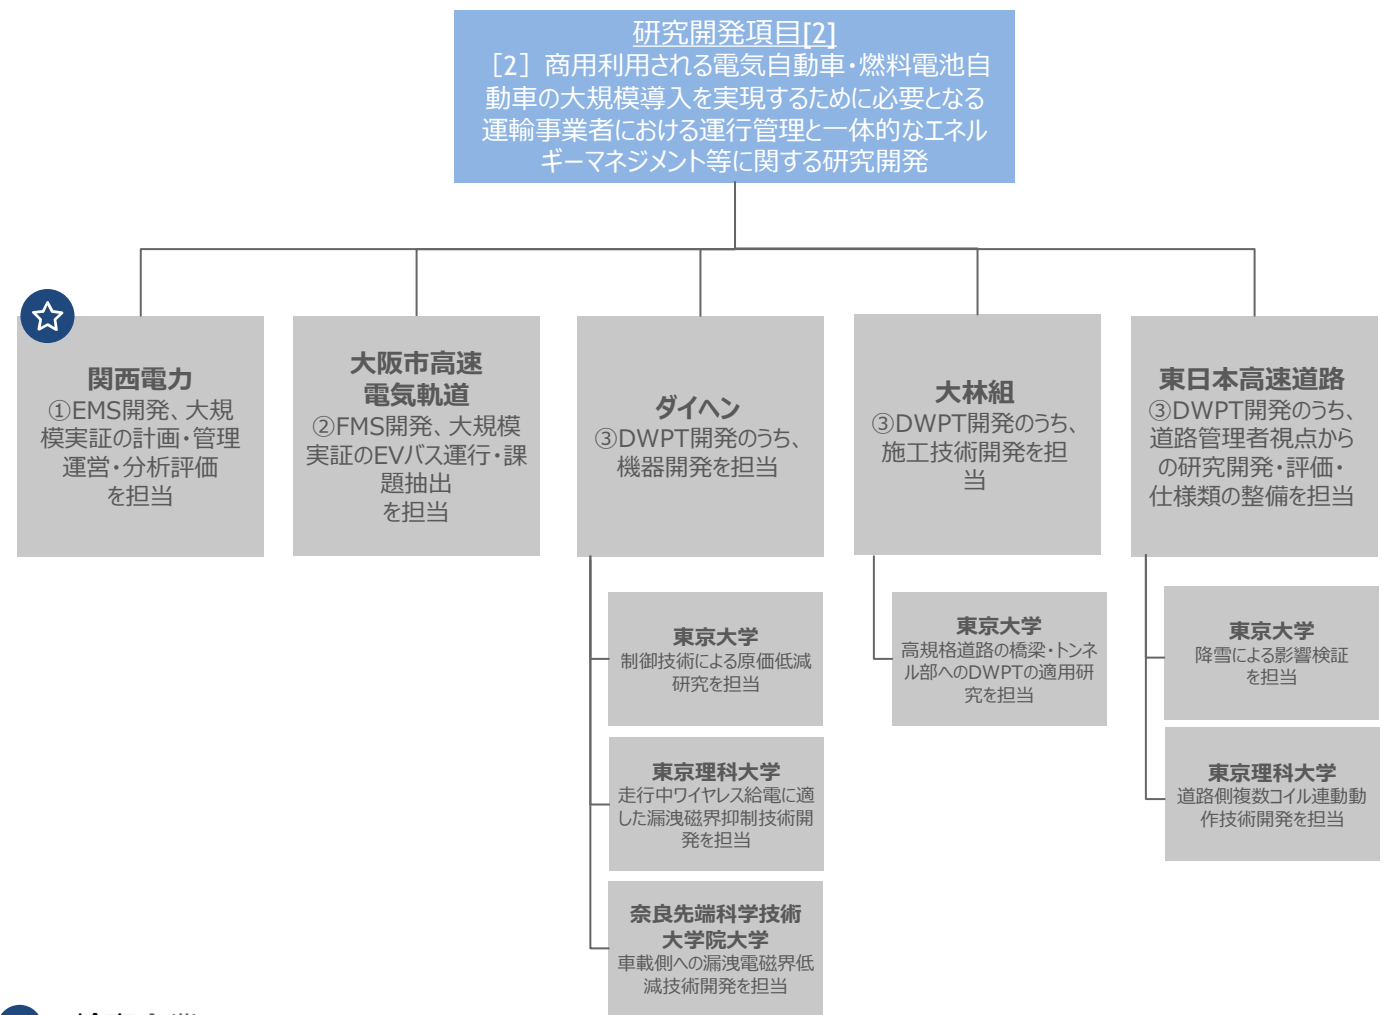 研究開発項目[2]
［2］商用利用される電気自動車・燃料電池自
動車の大規模導入を実現するために必要となる
運輸事業者における運行管理と一体的なエネル
ギーマネジメント等に関する研究開発
関西電力
①EMS開発、大規
模実証の計画・管理
運営・分析評価
を担当
大阪市高速
電気軌道
②FMS開発、大規模
実証のEVバス運行・課
題抽出
を担当
ダイヘン
③DWPT開発のうち、
機器開発を担当
大林組
③DWPT開発のうち、
施工技術開発を担
当
東日本高速道路
③DWPT開発のうち、
道路管理者視点から
の研究開発・評価・
仕様類の整備を担当
東京大学
制御技術による原価低減
研究を担当
東京理科大学
走行中ワイヤレス給電に適
した漏洩磁界抑制技術開
発を担当
奈良先端科学技術
大学院大学
車載側への漏洩電磁界低
減技術開発を担当
東京大学
高規格道路の橋梁・トンネ
ル部へのDWPTの適用研
究を担当
東京大学
降雪による影響検証
を担当
東京理科大学
道路側複数コイル連動動
作技術開発を担当